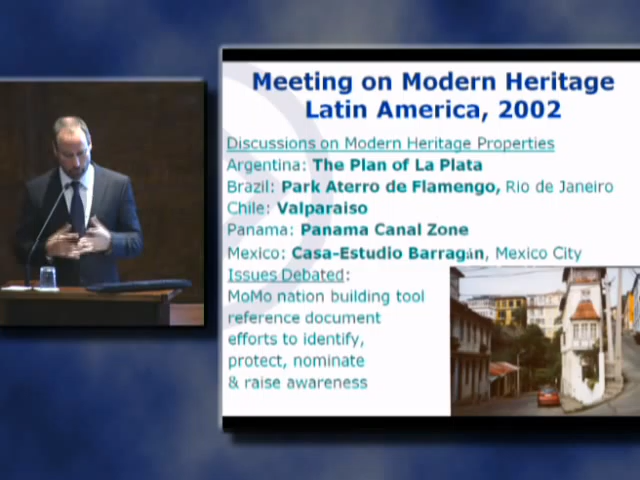 Meeting on Modern Heritage
Latin America, 2002
Discussions on Modern Heritage Properties
Argentina: The Plan of La Plata
Brazil: Park Aterro de Flamengo, Rio de Janeiro
Chile: Valparaiso
Panama: Panama Canal Zone
Mexico: Casa-Estudio Barragán, Mexico City
Issues Debated:
MoMo nation building tool
reference document
efforts to identify,
protect, nominate
& raise awareness